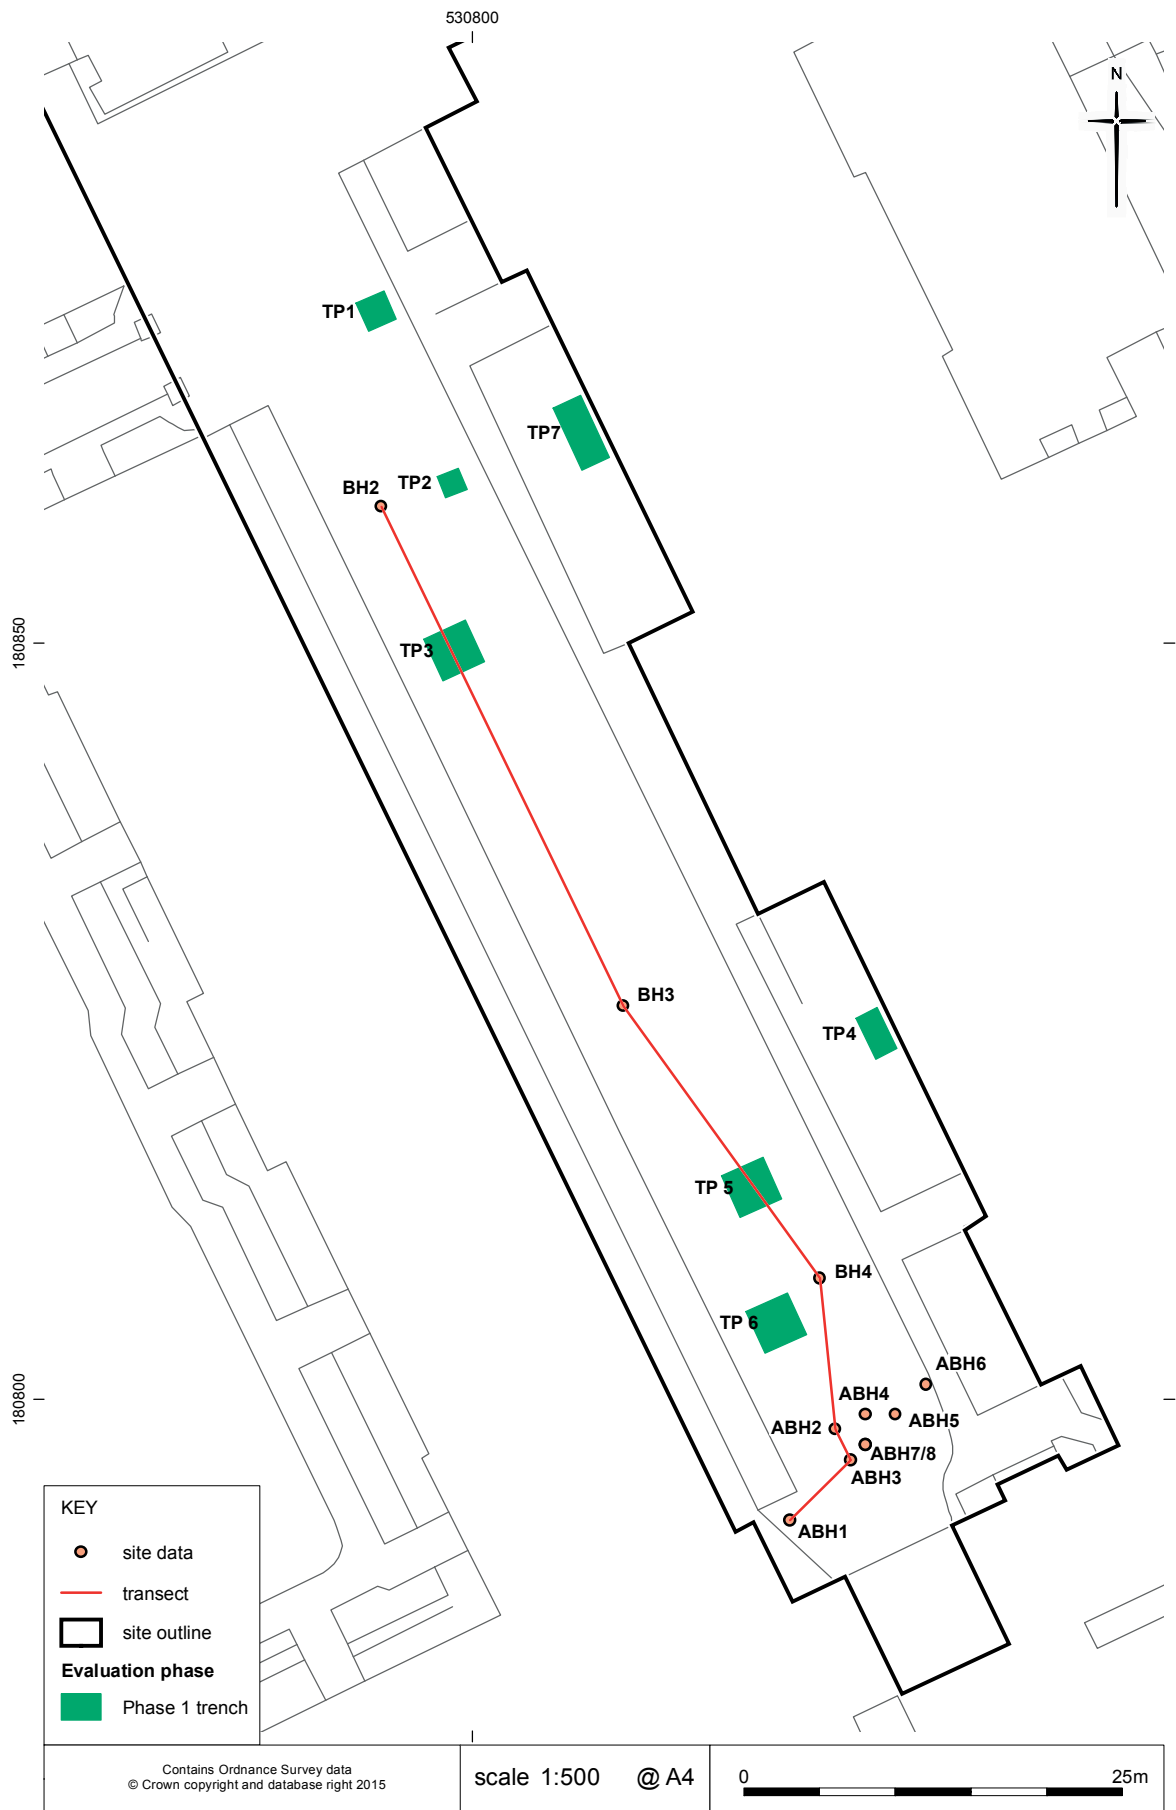 530800
N
TP1
TP7
TP2
BH2
180850
TP3
BH3
TP4
TP 5
BH4
TP 6
ABH6
180800
ABH4
ABH5
ABH2
ABH7/8
ABH3
ABH1
KEY
site data
transect
site outline
Evaluation phase
Phase 1 trench
Contains Ordnance Survey data
© Crown copyright and database right 2015
scale 1:500 @ A4
0 25m